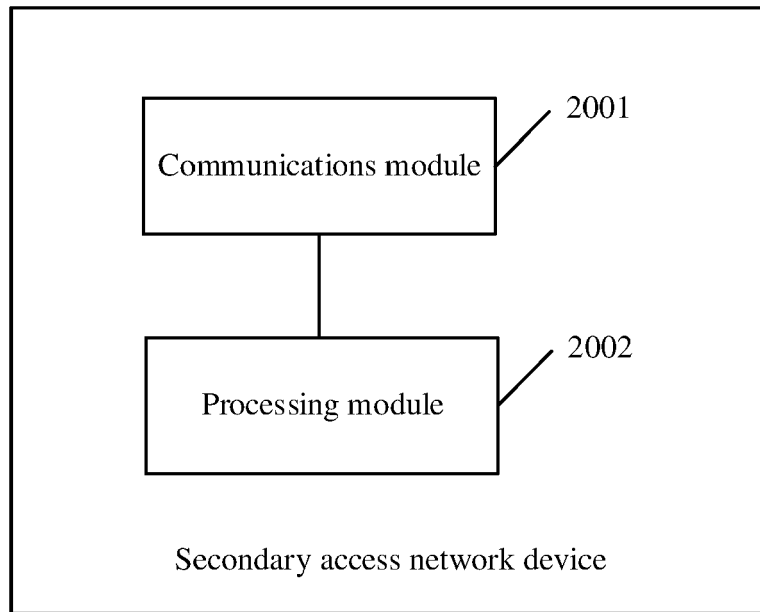 2001
Communications module
2002
Processing module
Secondary access network device